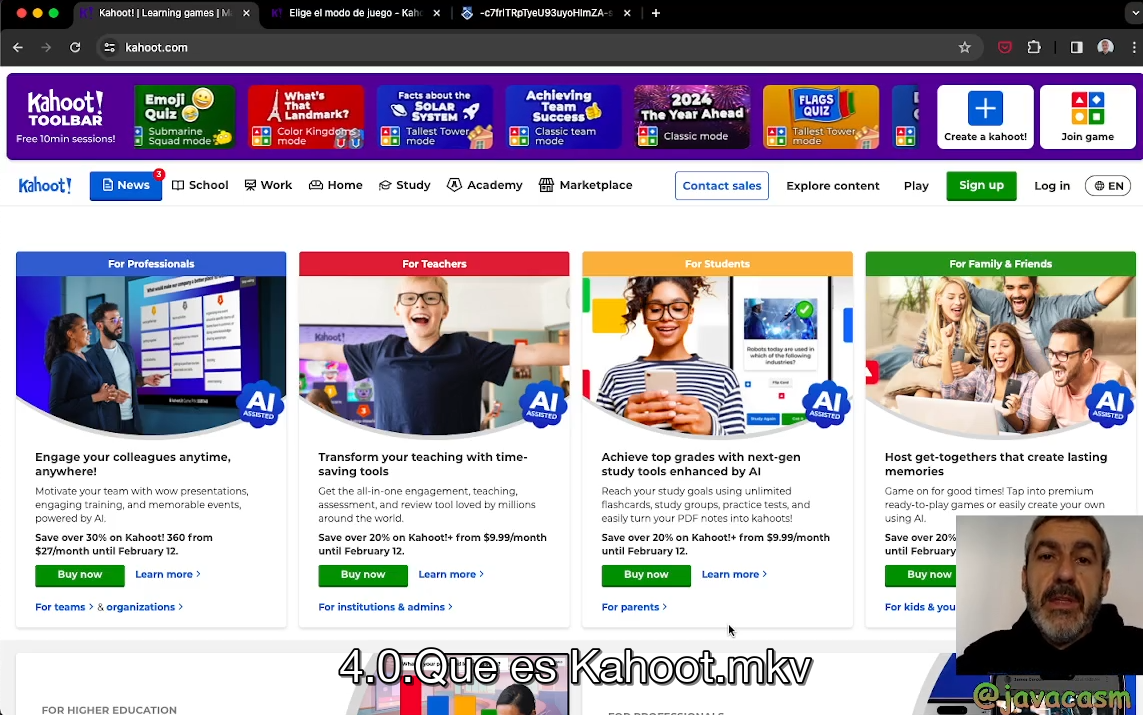 Kahoot! | Learning games | Ma
Elige el modo de juego - Kaho
-c7frITRpTyeU93uyoHImZA-s
kahoot.com
Kahoot!
TOOLBAR
Free 10min sessions!
Emoji
Quiz
Submarine
Squad mode
What's
That
Landmark?
Color Kingdoms
mode
Facts about the
SOLAR
SYSTEM
Tallest Tower
mode
Achieving
Team
Success
Classic team
mode
2024
The Year Ahead
Classic mode
FLAGS
QUIZ
Tallest Tower
mode
Create a kahoot!
Join game
Kahoot!
News
3
School
Work
Home
Study
Academy
Marketplace
Contact sales
Explore content
Play
Sign up
Log in
EN
For Professionals
AI
ASSISTED
Engage your colleagues anytime,
anywhere!
Motivate your team with wow presentations,
engaging training, and memorable events,
powered by AI.
Save over 30% on Kahoot! 360 from
$27/month until February 12.
Buy now
Learn more >
For teams > & organizations >
For Teachers
Kahoot!
AI
ASSISTED
Transform your teaching with time-
saving tools
Get the all-in-one engagement, teaching,
assessment, and review tool loved by millions
around the world.
Save over 20% on Kahoot!+ from $9.99/month
until February 12.
Buy now
Learn more >
For institutions & admins >
For Students
Robots today are used in
which of the following
industries?
Flip Card
Study Again
AI
ASSISTED
Achieve top grades with next-gen
study tools enhanced by AI
Reach your study goals using unlimited
flashcards, study groups, practice tests, and
easily turn your PDF notes into kahoots!
Save over 20% on Kahoot!+ from $9.99/month
until February 12.
Buy now
Learn more >
For parents >
For Family & Friends
AI
ASSISTED
Host get-togethers that create lasting
memories
Game on for good times! Tap into premium
ready-to-play games or easily create your own
using AI.
Save over 20%
until February
Buy now
For kids & you
4.0.Que es Kahoot.mkv
@javacasm
FOR HIGHER EDUCATION
FOR PROFESSIONALS